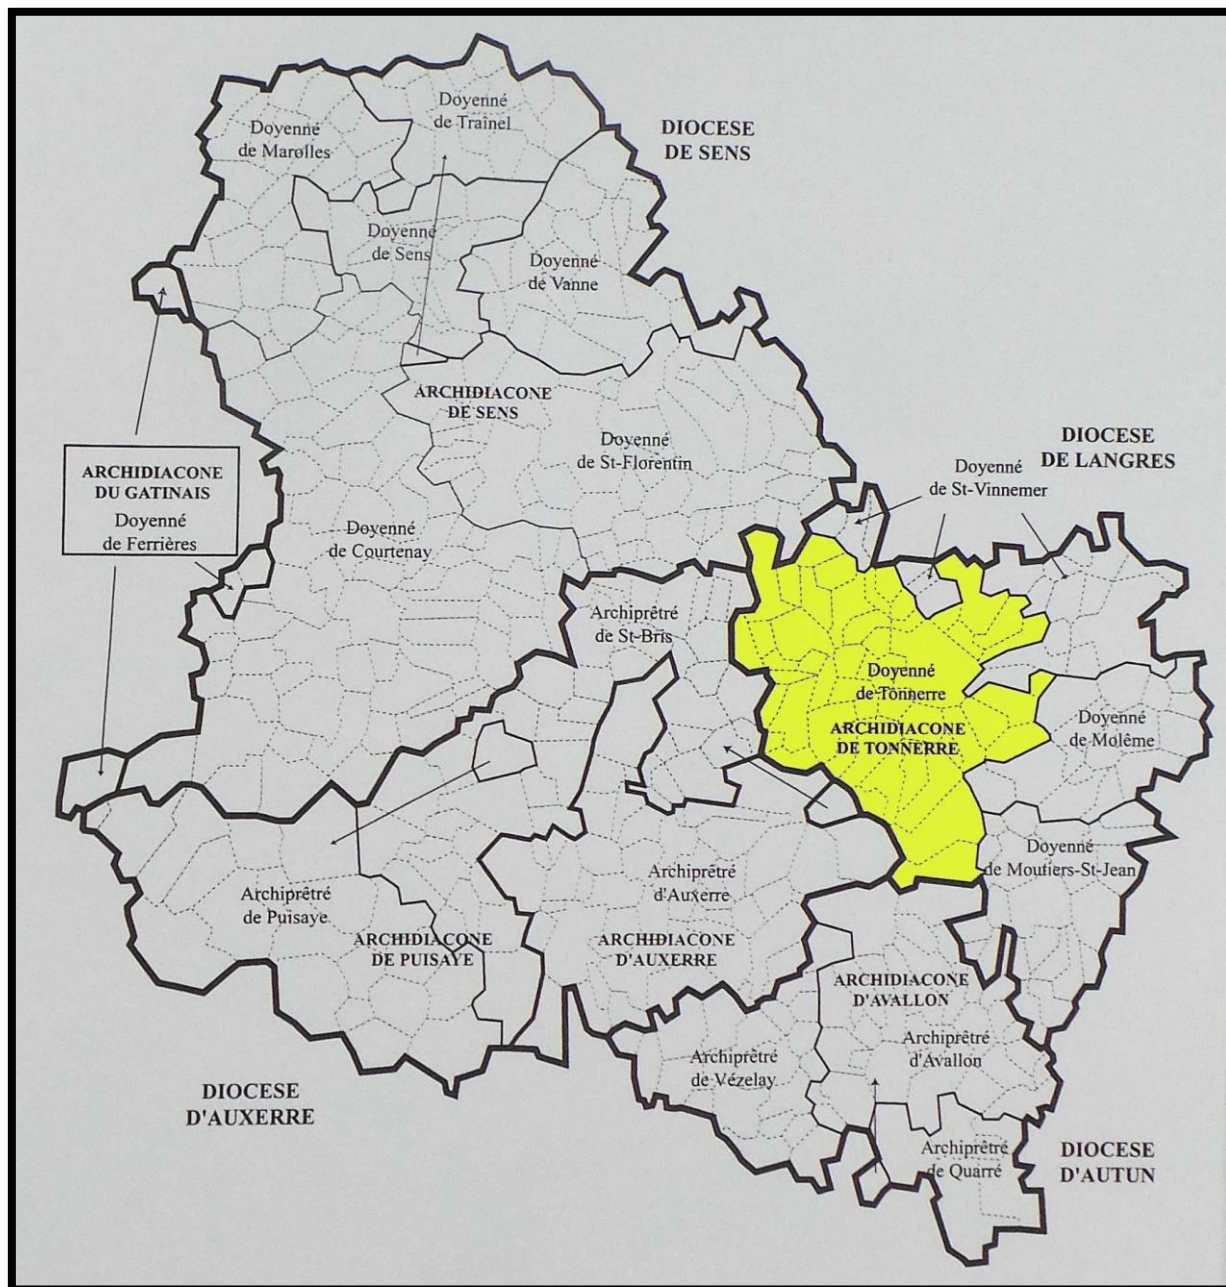 Doyenné
de Traînel
Doyenné
de Marolles
DIOCESE
DE SENS
Doyenné
de Sens
Doyenné
de Vanne
ARCHIDIACONE
DE SENS
Doyenné
de St-Florentin
DIOCESE
DE LANGRES
Doyenné
de St-Vinnemer
ARCHIDIACONE
DU GATINAIS
Doyenné
de Ferrières
Doyenné
de Courtenay
Archiprêtré
de St-Bris
Doyenné
de Tonnerre
ARCHIDIACONE
DE TONNERRE
Doyenné
de Molême
Doyenné
de Moutiers-St-Jean
Archiprêtré
de Puisaye
Archiprêtré
d'Auxerre
ARCHIDIACONE
DE PUISAYE
ARCHIDIACONE
D'AUXERRE
ARCHIDIACONE
D'AVALLON
Archiprêtré
d'Avallon
Archiprêtré
de Vézelay
DIOCESE
D'AUXERRE
Archiprêtré
de Quarré
DIOCESE
D'AUTUN